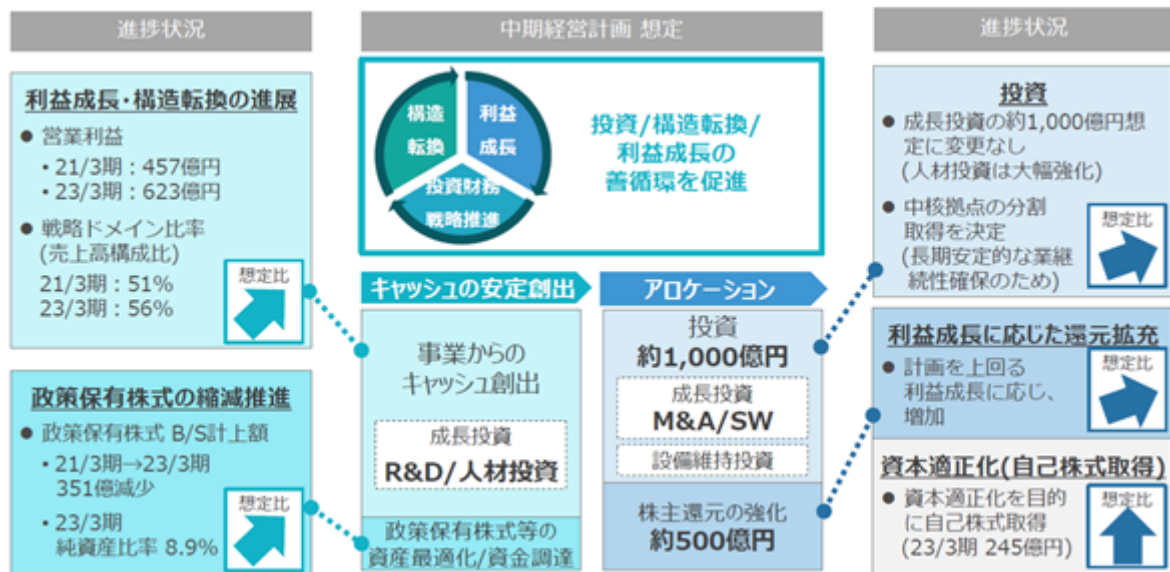 進捗状況
利益成長・構造転換の進展
● 営業利益
・21/3期：457億円
・23/3期：623億円
● 戦略ドメイン比率
(売上高構成比)
21/3期：51%
23/3期：56%
想定比
政策保有株式の縮減推進
● 政策保有株式 B/S計上額
・21/3期→23/3期
351億減少
・23/3期
純資産比率 8.9%
想定比
中期経営計画 想定
構造
転換
利益
成長
投資財務
戦略推進
投資/構造転換/
利益成長の
善循環を促進
キャッシュの安定創出
事業からの
キャッシュ創出
成長投資
R&D/人材投資
政策保有株式等の
資産最適化/資金調達
アロケーション
投資
約1,000億円
成長投資
M&A/SW
設備維持投資
株主還元の強化
約500億円
進捗状況
投資
● 成長投資の約1,000億円想
定に変更なし
(人材投資は大幅強化)
● 中核拠点の分割
取得を決定
(長期安定的な業継
続性確保のため)
想定比
利益成長に応じた還元拡充
● 計画を上回る
利益成長に応じ、
増加
想定比
資本適正化(自己株式取得)
● 資本適正化を目的
に自己株式取得
(23/3期 245億円)
想定比